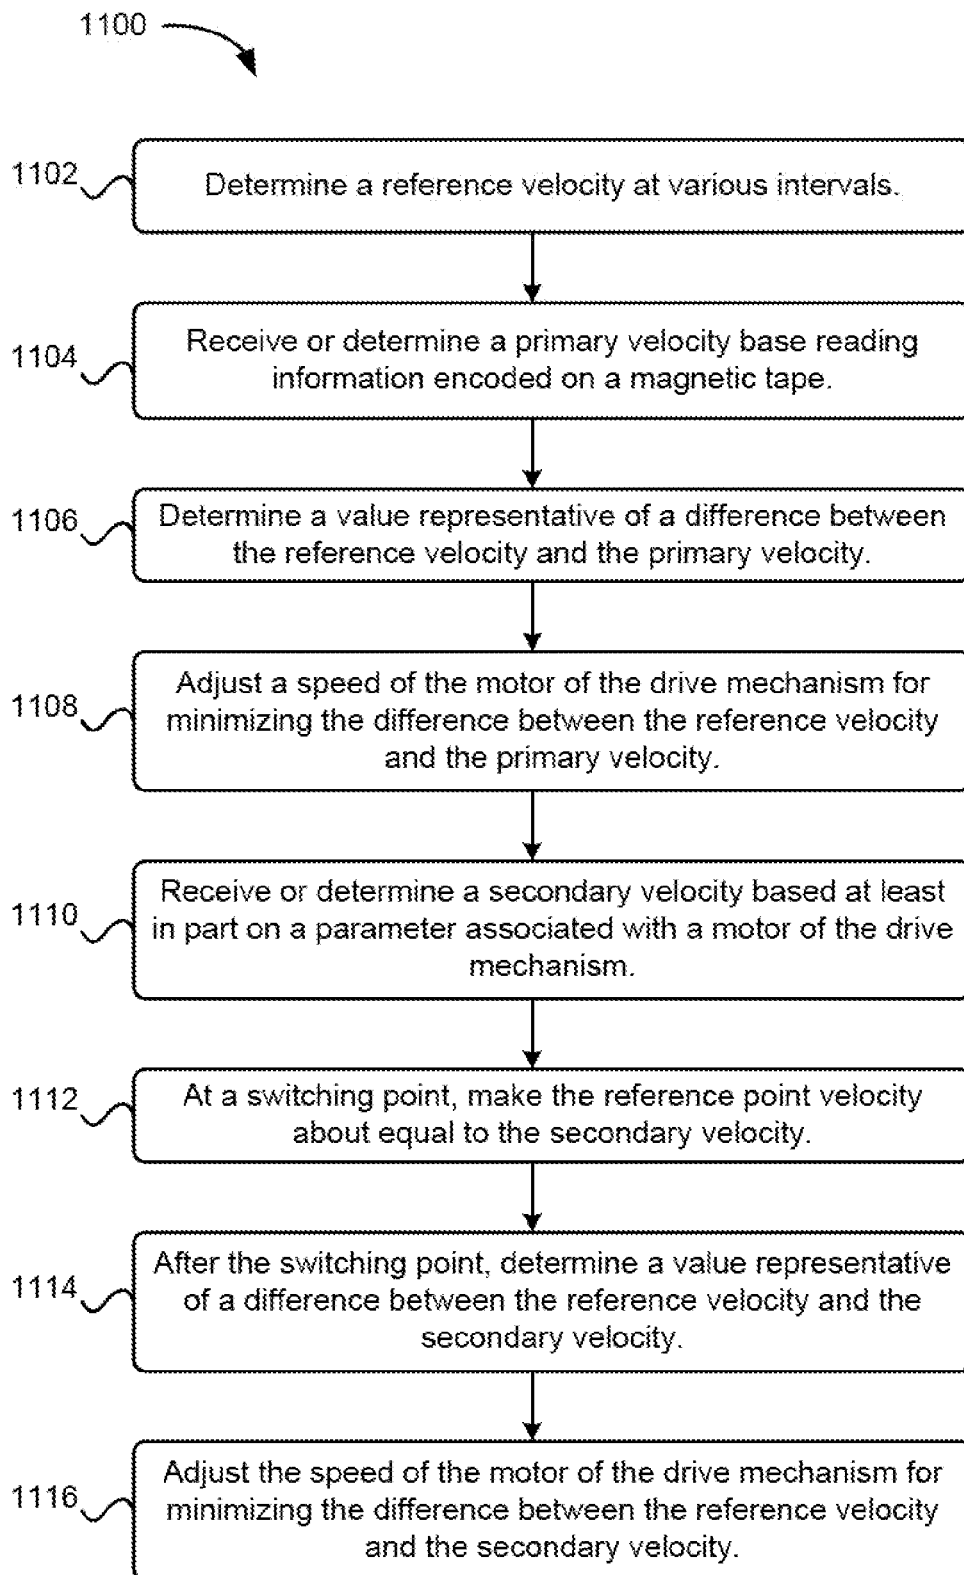 1100
1102
Determine a reference velocity at various intervals.
1104
Receive or determine a primary velocity base reading
information encoded on a magnetic tape.
1106
Determine a value representative of a difference between
the reference velocity and the primary velocity.
1108
Adjust a speed of the motor of the drive mechanism for
minimizing the difference between the reference velocity
and the primary velocity.
1110
Receive or determine a secondary velocity based at least
in part on a parameter associated with a motor of the drive
mechanism.
1112
At a switching point, make the reference point velocity
about equal to the secondary velocity.
1114
After the switching point, determine a value representative
of a difference between the reference velocity and the
secondary velocity.
1116
Adjust the speed of the motor of the drive mechanism for
minimizing the difference between the reference velocity
and the secondary velocity.